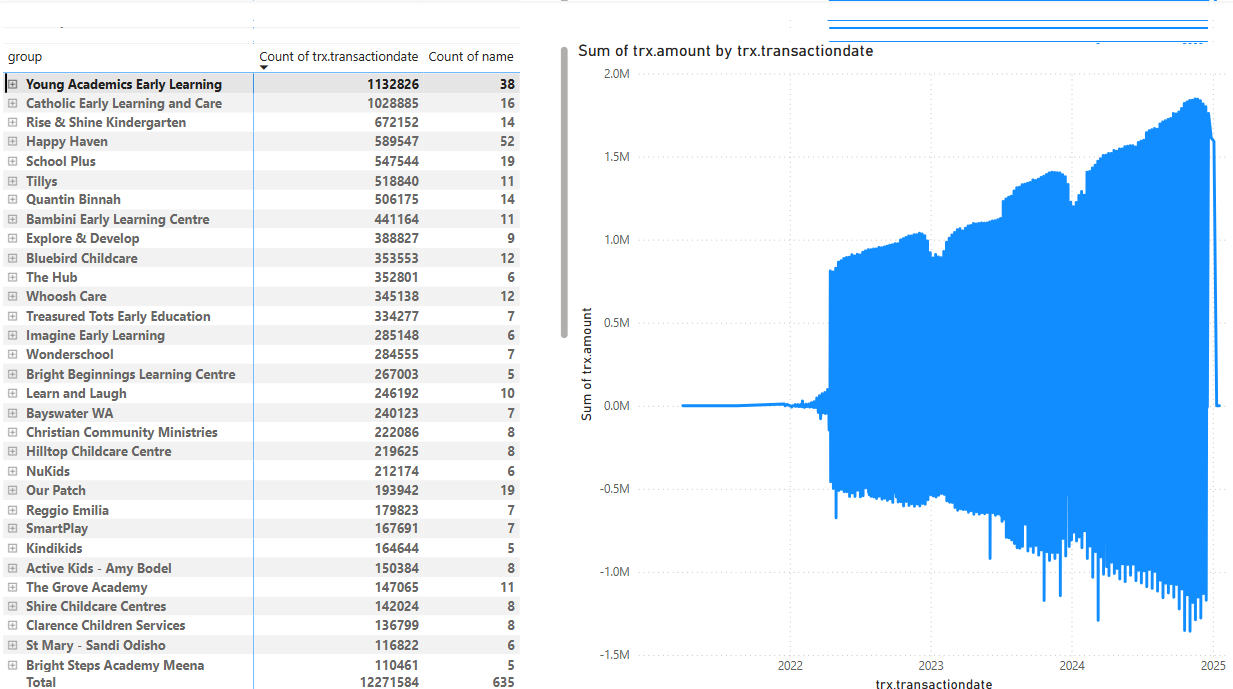 group Count of trx.transactiondate Count of name
Young Academics Early Learning 1132826 38
Catholic Early Learning and Care 1028885 16
Rise & Shine Kindergarten 672152 14
Happy Haven 589547 52
School Plus 547544 19
Tillys 518840 11
Quantin Binnah 506175 14
Bambini Early Learning Centre 441164 11
Explore & Develop 388827 9
Bluebird Childcare 353553 12
The Hub 352801 6
Whoosh Care 345138 12
Treasured Tots Early Education 334277 7
Imagine Early Learning 285148 6
Wonderschool 284555 7
Bright Beginnings Learning Centre 267003 5
Learn and Laugh 246192 10
Bayswater WA 240123 7
Christian Community Ministries 222086 8
Hilltop Childcare Centre 219625 8
NuKids 212174 6
Our Patch 193942 19
Reggio Emilia 179823 7
SmartPlay 167691 7
Kindikids 164644 5
Active Kids - Amy Bodel 150384 8
The Grove Academy 147065 11
Shire Childcare Centres 142024 8
Clarence Children Services 136799 8
St Mary - Sandi Odisho 116822 6
Bright Steps Academy Meena 110461 5
Total 12271584 635
Sum of trx.amount by trx.transactiondate
2.0M
1.5M
1.0M
0.5M
0.0M
-0.5M
-1.0M
-1.5M
Sum of trx.amount
2022 2023 2024 2025
trx.transactiondate